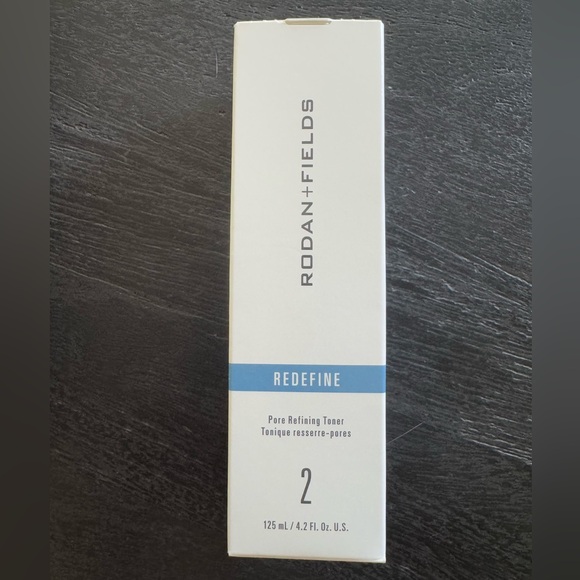 RODAN+FIELDS
REDEFINE
Pore Refining Toner
Tonique resserre-pores
2
125 mL / 4.2 Fl. Oz. U.S.